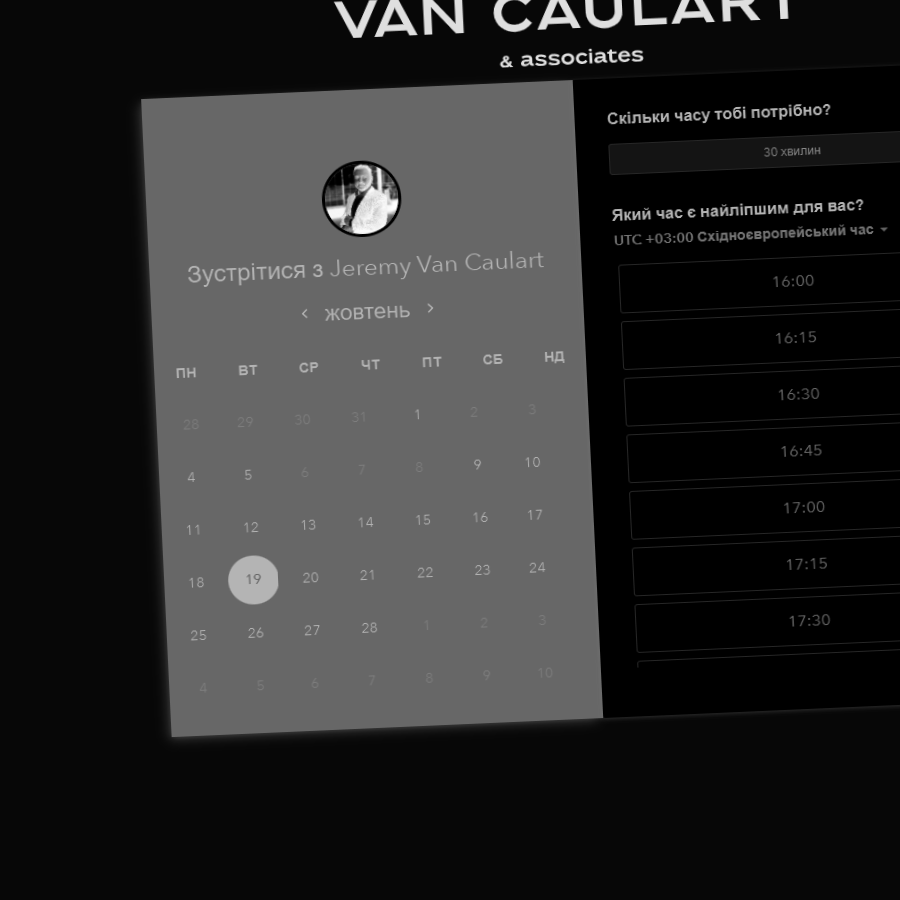 VAN CAULART
& associates
Зустрітися з Jeremy Van Caulart
жовтень
ПН ВТ СР ЧТ ПТ СБ НД
28 29 30 31 1 2 3
4 5 6 7 8 9 10
11 12 13 14 15 16 17
18 19 20 21 22 23 24
25 26 27 28 1 2 3
4 5 6 7 8 9 10
Скільки часу тобі потрібно?
30 хвилин
Який час є найліпшим для вас?
UTC +03:00 Східноєвропейський час
16:00
16:15
16:30
16:45
17:00
17:15
17:30